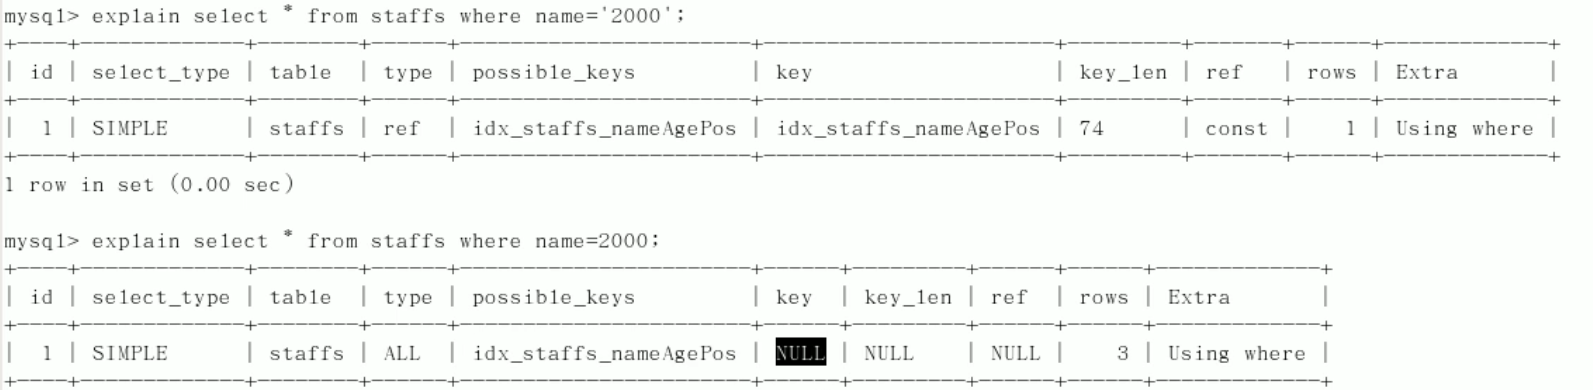 mysql> explain select * from staffs where name='2000';
+----+-------------+--------+------+-----------------------+-----------------------+---------+-------+------+-------------+
| id | select_type | table | type | possible_keys | key | key_len | ref | rows | Extra |
+----+-------------+--------+------+-----------------------+-----------------------+---------+-------+------+-------------+
| 1 | SIMPLE | staffs | ref | idx_staffs_nameAgePos | idx_staffs_nameAgePos | 74 | const | 1 | Using where |
+----+-------------+--------+------+-----------------------+-----------------------+---------+-------+------+-------------+
1 row in set (0.00 sec)
mysql> explain select * from staffs where name=2000;
+----+-------------+--------+------+-----------------------+------+---------+------+------+-------------+
| id | select_type | table | type | possible_keys | key | key_len | ref | rows | Extra |
+----+-------------+--------+------+-----------------------+------+---------+------+------+-------------+
| 1 | SIMPLE | staffs | ALL | idx_staffs_nameAgePos | NULL | NULL | NULL | 3 | Using where |
+----+-------------+--------+------+-----------------------+------+---------+------+------+-------------+